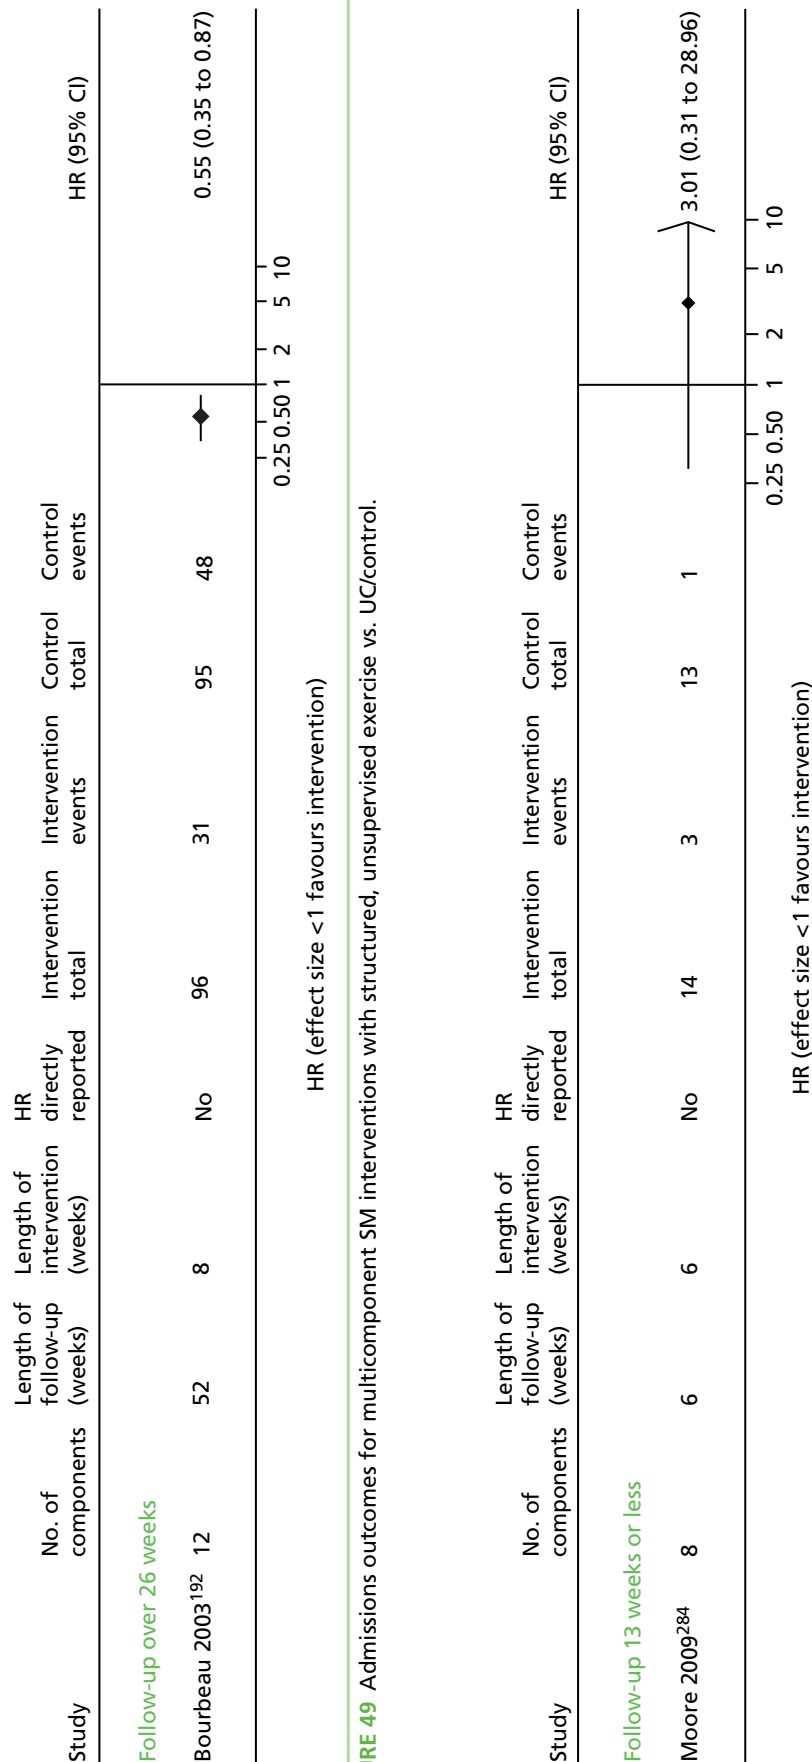 Study
No. of
components
Length of
follow-up
(weeks)
Length of
intervention
(weeks)
HR
directly
reported
Intervention
total
Intervention
events
Control
total
Control
events
HR (95% CI)
Follow-up over 26 weeks
Bourbeau 2003192 12 52 8 No 96 31 95 48 0.55 (0.35 to 0.87)
0.25 0.50 1 2 5 10
HR (effect size <1 favours intervention)
RE 49 Admissions outcomes for multicomponent SM interventions with structured, unsupervised exercise vs. UC/control.
Study
No. of
components
Length of
follow-up
(weeks)
Length of
intervention
(weeks)
HR
directly
reported
Intervention
total
Intervention
events
Control
total
Control
events
HR (95% CI)
Follow-up 13 weeks or less
Moore 2009284 8 6 6 No 14 3 13 1 3.01 (0.31 to 28.96)
0.25 0.50 1 2 5 10
HR (effect size <1 favours intervention)